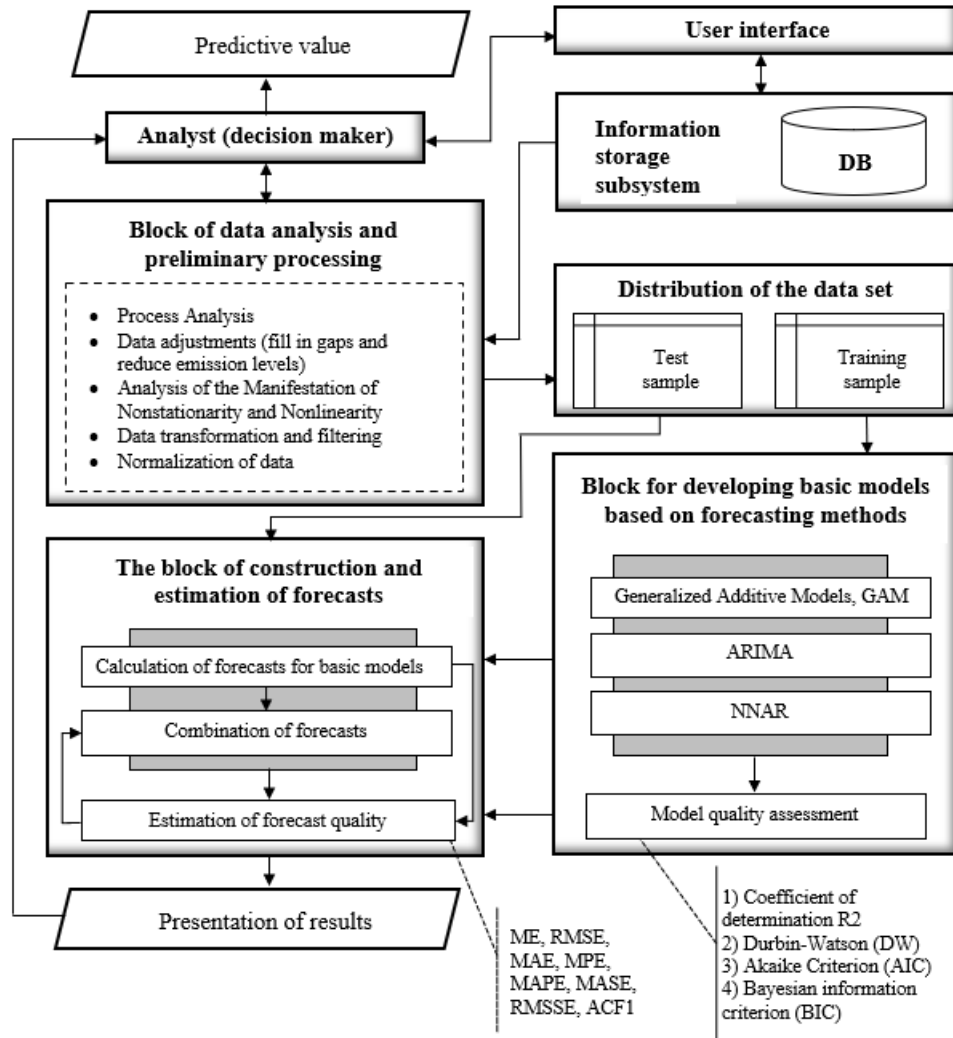 Predictive value
User interface
Analyst (decision maker)
Information
storage
subsystem
DB
Block of data analysis and
preliminary processing
● Process Analysis
● Data adjustments (fill in gaps and
reduce emission levels)
● Analysis of the Manifestation of
Nonstationarity and Nonlinearity
● Data transformation and filtering
● Normalization of data
Distribution of the data set
Test
sample
Training
sample
Block for developing basic models
based on forecasting methods
Generalized Additive Models, GAM
ARIMA
NNAR
Model quality assessment
The block of construction and
estimation of forecasts
Calculation of forecasts for basic models
Combination of forecasts
Estimation of forecast quality
Presentation of results
ME, RMSE,
MAE, MPE,
MAPE, MASE,
RMSSE, ACF1
1) Coefficient of
determination R2
2) Durbin-Watson (DW)
3) Akaike Criterion (AIC)
4) Bayesian information
criterion (BIC)